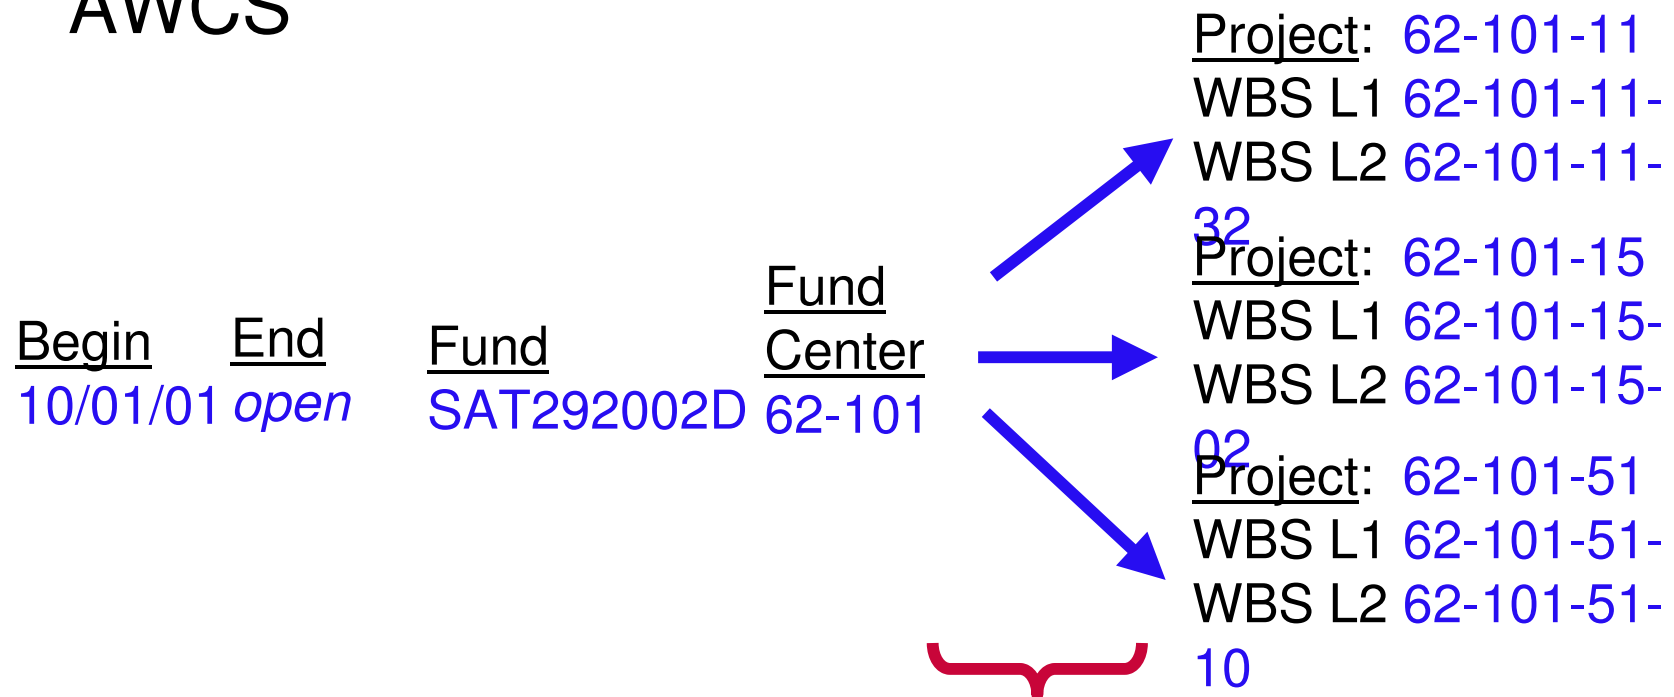 AWCS
Begin End Fund Fund Center
10/01/01 open SAT292002D 62-101
Project: 62-101-11
WBS L1 62-101-11-
WBS L2 62-101-11-
32
Project: 62-101-15
WBS L1 62-101-15-
WBS L2 62-101-15-
02
Project: 62-101-51
WBS L1 62-101-51-
WBS L2 62-101-51-
10